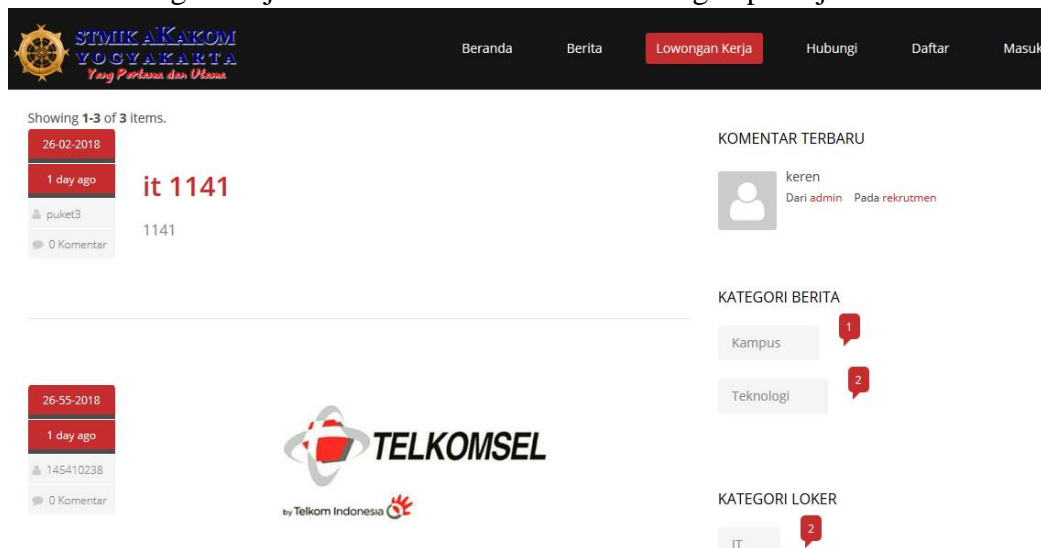 STMIK AKAKOM
YOGYAKARTA
Yang Pertama dan Utama
Beranda Berita Lowongan Kerja Hubungi Daftar Masuk
Showing 1-3 of 3 items.
26-02-2018
1 day ago
puket3
0 Komentar
it 1141
1141
26-55-2018
1 day ago
145410238
0 Komentar
TELKOMSEL
by Telkom Indonesia
KOMENTAR TERBARU
keren
Dari admin Pada rekrutmen
KATEGORI BERITA
Kampus 1
Teknologi 2
KATEGORI LOKER
IT 2